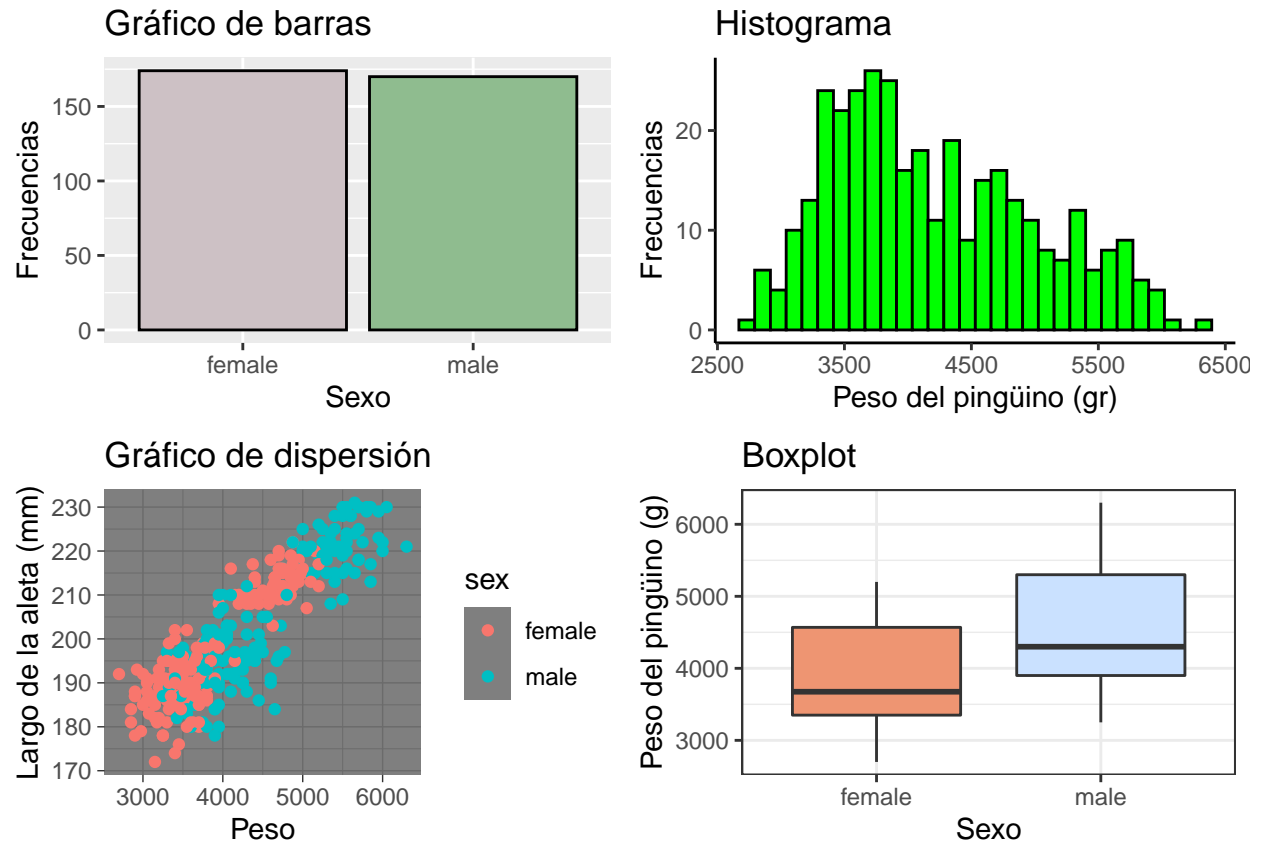 Gráfico de barras
Frecuencias
150
100
50
0
female male
Sexo
Histograma
Frecuencias
20
10
0
2500 3500 4500 5500 6500
Peso del pingüino (gr)
Gráfico de dispersión
Largo de la aleta (mm)
230
220
210
200
190
180
170
3000 4000 5000 6000
Peso
sex
female
male
Boxplot
Peso del pingüino (g)
6000
5000
4000
3000
female male
Sexo